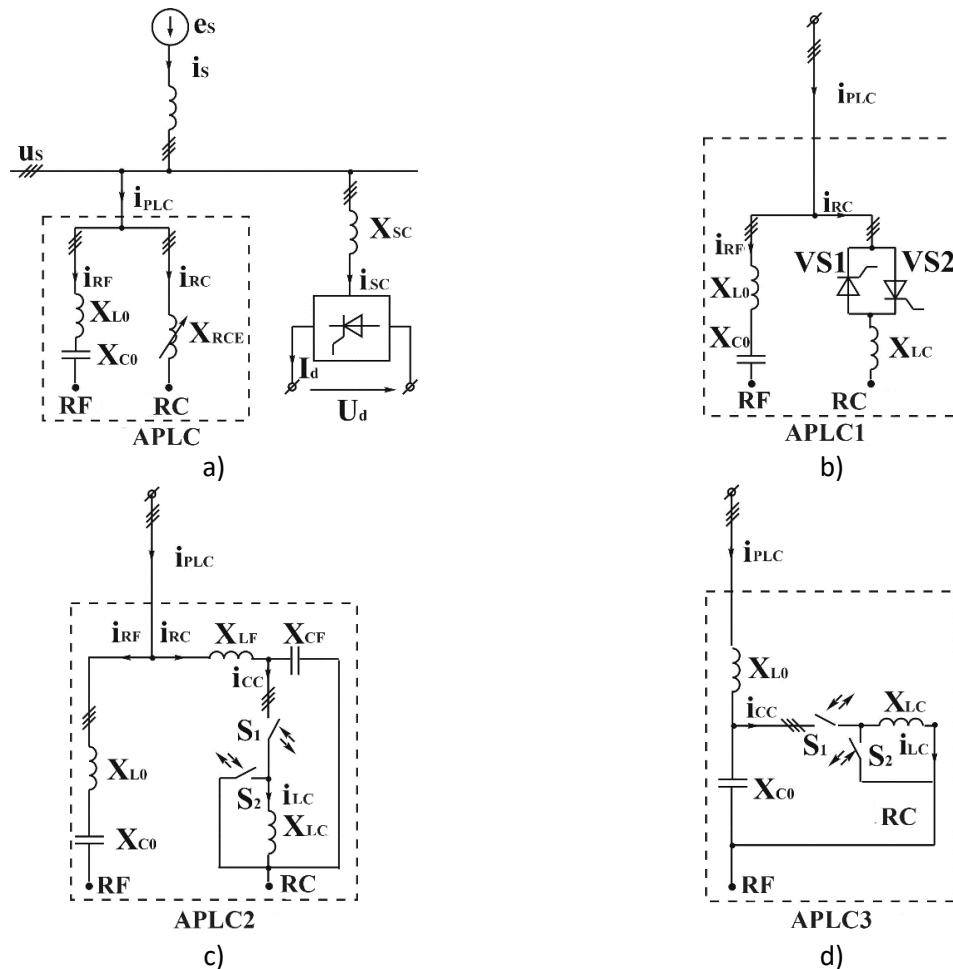 eS
iS
uS
iPLC
XSC
iRF
iRC
iSC
XL0
XRCE
XC0
Id
RF
RC
Ud
APLC
a)
iPLC
iRC
iRF
VS1
VS2
XL0
XC0
XLC
RF
RC
APLC1
b)
iPLC
iRF
iRC
XLF
XCF
iCC
S1
XL0
S2
iLC
XC0
XLC
RF
RC
APLC2
c)
iPLC
XL0
iCC
XLC
S1
S2
iLC
XC0
RC
RF
APLC3
d)